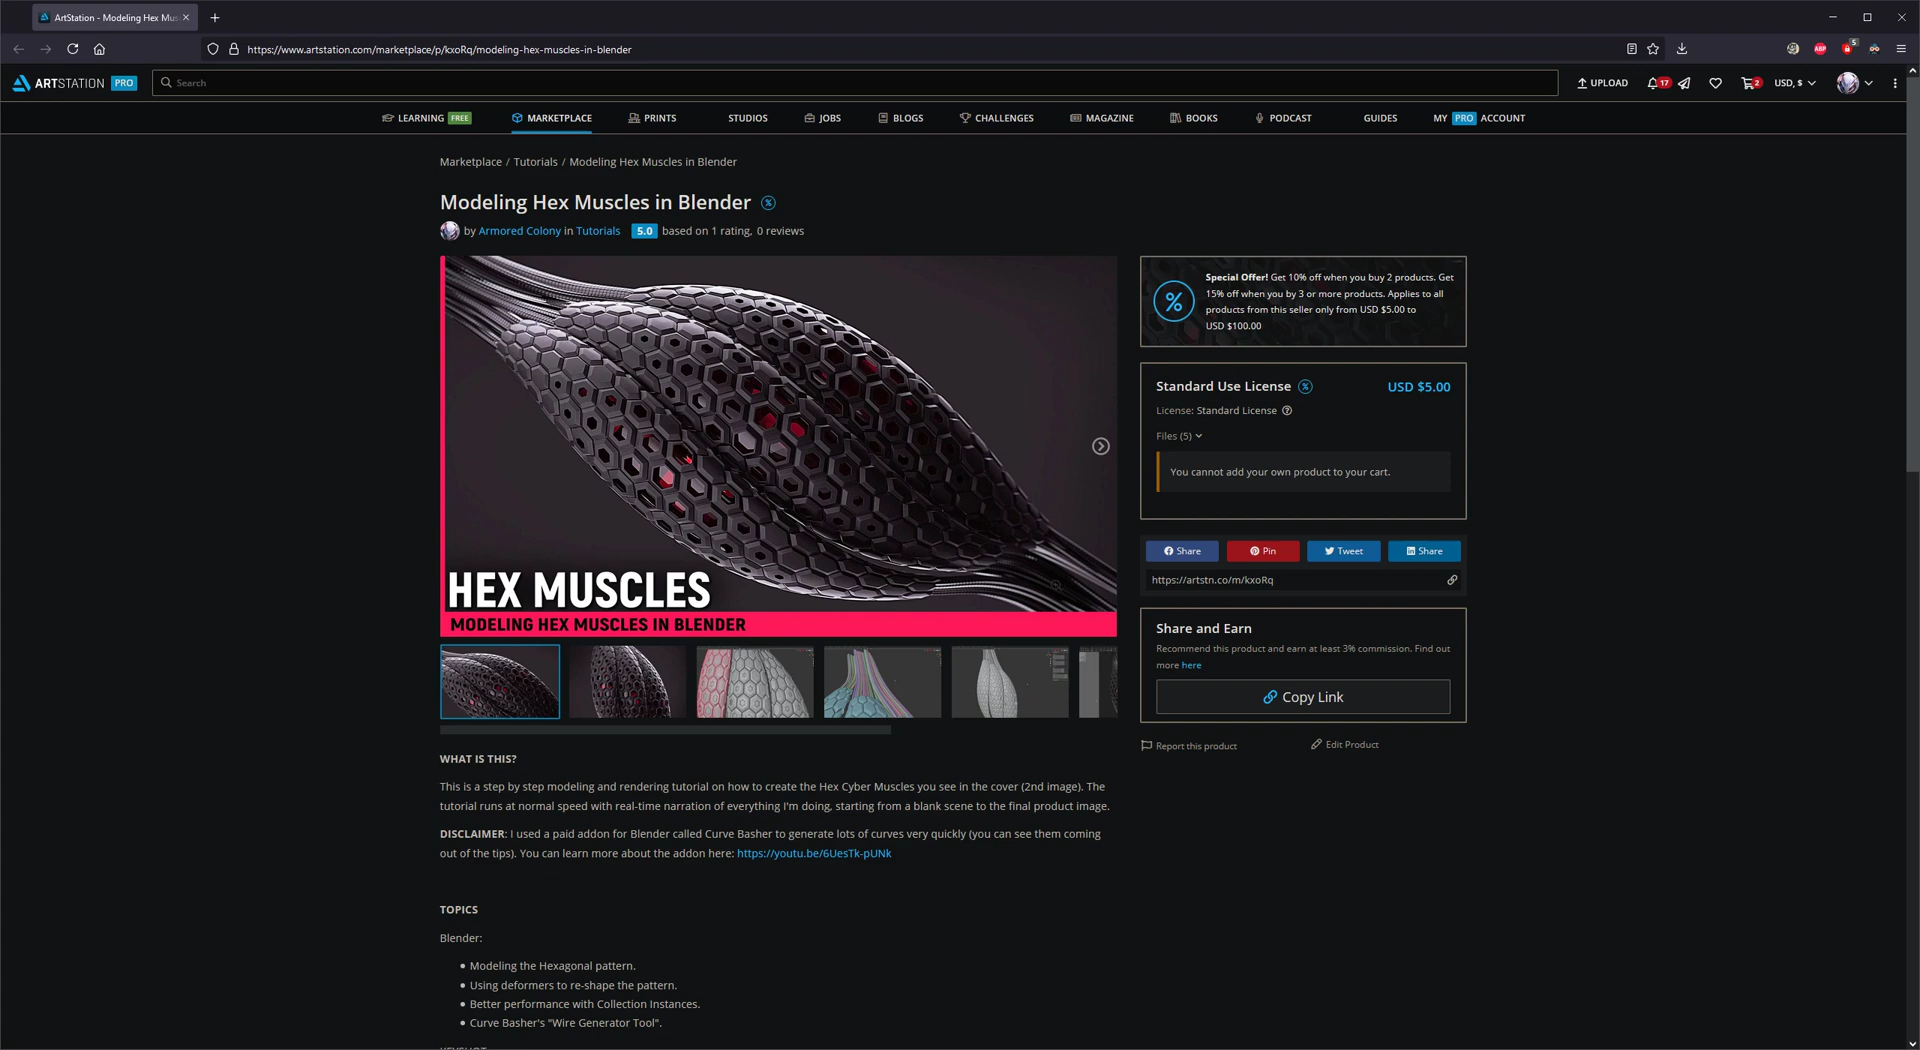 ArtStation - Modeling Hex Mus
https://www.artstation.com/marketplace/p/kxoRq/modeling-hex-muscles-in-blender
ABP
5
ARTSTATION PRO
Search
UPLOAD
17
2
USD, $
LEARNING FREE
MARKETPLACE
PRINTS
STUDIOS
JOBS
BLOGS
CHALLENGES
MAGAZINE
BOOKS
PODCAST
GUIDES
MY PRO ACCOUNT
Marketplace / Tutorials / Modeling Hex Muscles in Blender
Modeling Hex Muscles in Blender %
by Armored Colony in Tutorials 5.0 based on 1 rating, 0 reviews
HEX MUSCLES
MODELING HEX MUSCLES IN BLENDER
%
Special Offer! Get 10% off when you buy 2 products. Get
15% off when you by 3 or more products. Applies to all
products from this seller only from USD $5.00 to
USD $100.00
Standard Use License % USD $5.00
License: Standard License ?
Files (5)
You cannot add your own product to your cart.
Share
Pin
Tweet
Share
https://artstn.co/m/kxoRq
Share and Earn
Recommend this product and earn at least 3% commission. Find out
more here
Copy Link
Report this product
Edit Product
WHAT IS THIS?
This is a step by step modeling and rendering tutorial on how to create the Hex Cyber Muscles you see in the cover (2nd image). The
tutorial runs at normal speed with real-time narration of everything I'm doing, starting from a blank scene to the final product image.
DISCLAIMER: I used a paid addon for Blender called Curve Basher to generate lots of curves very quickly (you can see them coming
out of the tips). You can learn more about the addon here: https://youtu.be/6UesTk-pUNk
TOPICS
Blender:
• Modeling the Hexagonal pattern.
• Using deformers to re-shape the pattern.
• Better performance with Collection Instances.
• Curve Basher's "Wire Generator Tool".